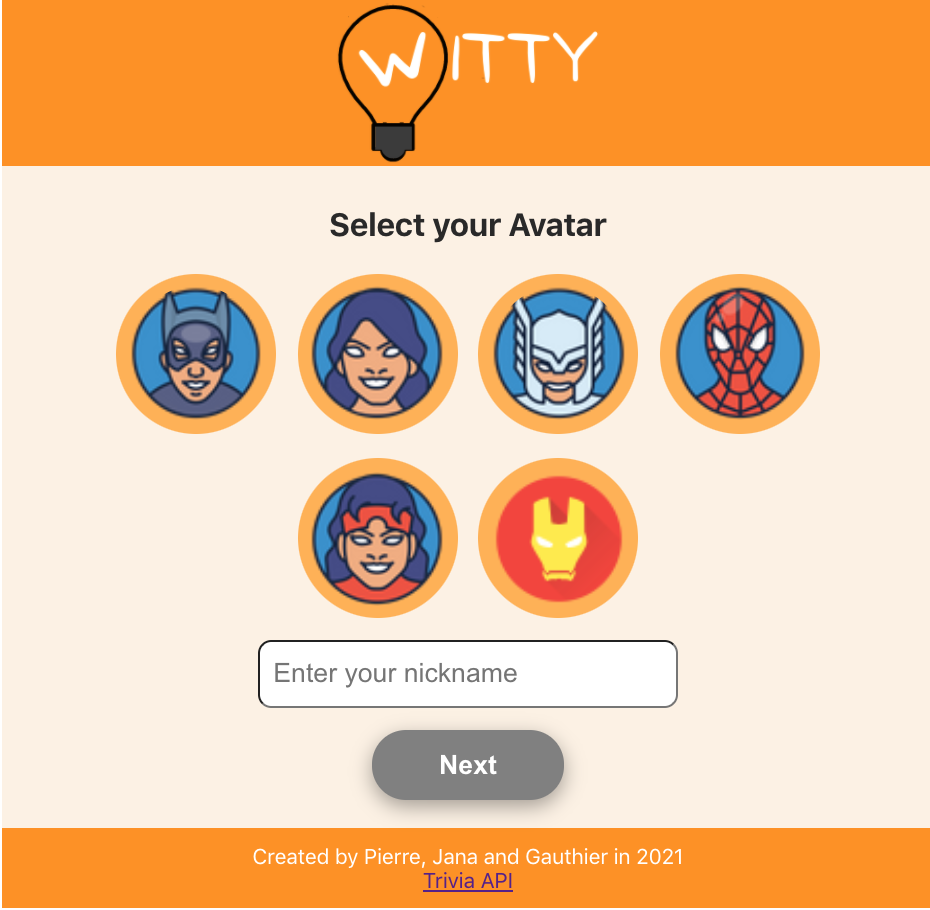 WITTY
Select your Avatar
Enter your nickname
Next
Created by Pierre, Jana and Gauthier in 2021
Trivia API